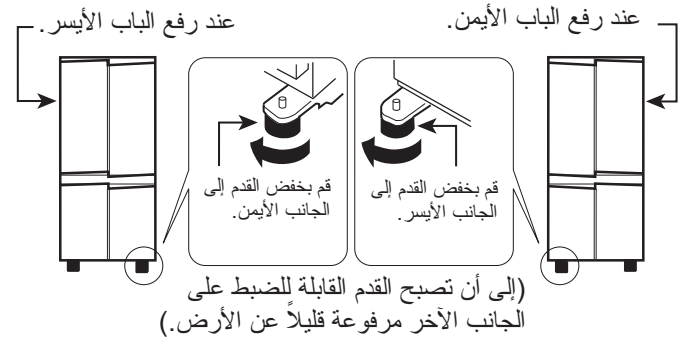 عند رفع الباب الأيمن.
عند رفع الباب الأيسر.
قم بخفض القدم إلى
الجانب الأيسر.
قم بخفض القدم إلى
الجانب الأيمن.
(إلى أن تصبح القدم القابلة للضبط على
الجانب الآخر مرفوعة قليلاً عن الأرض.)